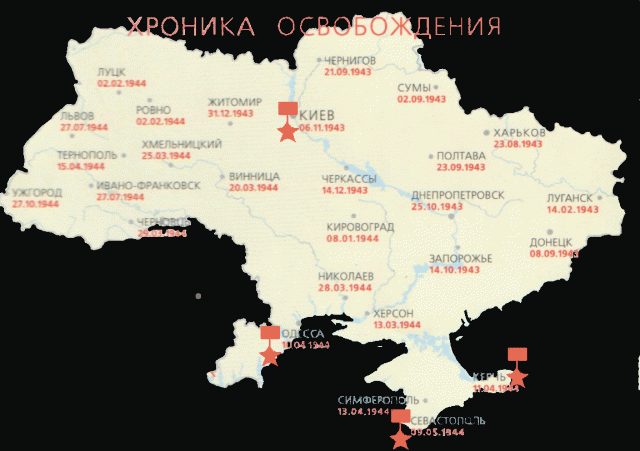 ХРОНИКА ОСВОБОЖДЕНИЯ
ЧЕРНИГОВ
21.09.1943
ЛУЦК
02.02.1944
СУМЫ
02.09.1943
РОВНО
02.02.1944
ЖИТОМИР
31.12.1943
КИЕВ
06.11.1943
ЛЬВОВ
27.07.1944
ХАРЬКОВ
23.08.1943
ХМЕЛЬНИЦКИЙ
25.03.1944
ТЕРНОПОЛЬ
15.04.1944
ПОЛТАВА
23.09.1943
ВИННИЦА
20.03.1944
ЧЕРКАССЫ
14.12.1943
УЖГОРОД
27.10.1944
ИВАНО-ФРАНКОВСК
27.07.1944
ДНЕПРОПЕТРОВСК
25.10.1943
ЛУГАНСК
14.02.1943
ЧЕРНОВЦЫ
29.03.1944
КИРОВОГРАД
08.01.1944
ДОНЕЦК
08.09.1943
ЗАПОРОЖЬЕ
14.10.1943
НИКОЛАЕВ
28.03.1944
ХЕРСОН
13.03.1944
ОДЕССА
10.04.1944
КЕРЧЬ
11.04.1944
СИМФЕРОПОЛЬ
13.04.1944
СЕВАСТОПОЛЬ
09.05.1944